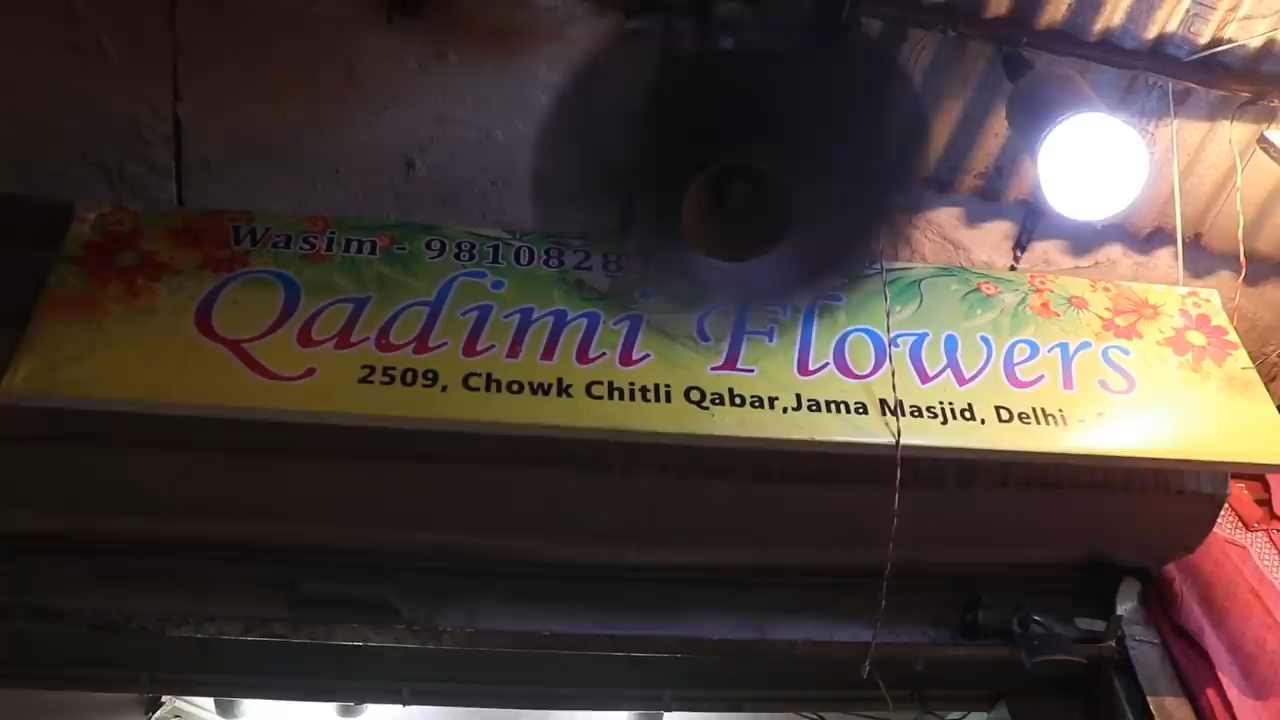 Wasim - 9810828
Qadimi Flowers
2509, Chowk Chitli Qabar,Jama Masjid, Delhi -